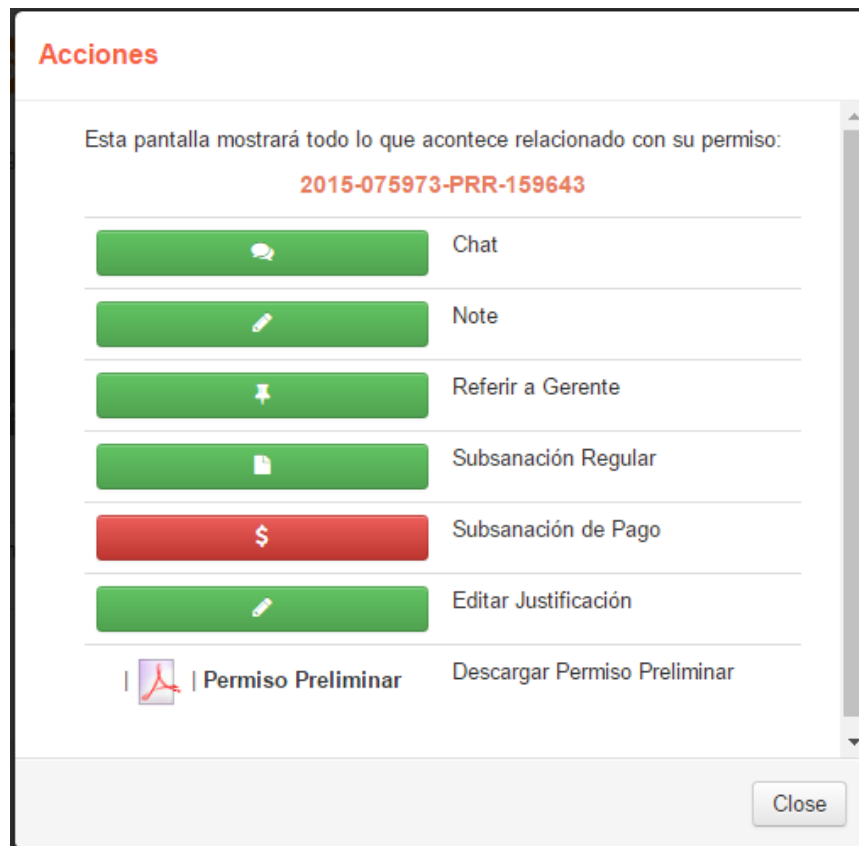 Acciones
Esta pantalla mostrará todo lo que acontece relacionado con su permiso:
2015-075973-PRR-159643
Chat
Note
Referir a Gerente
Subsanación Regular
$ Subsanación de Pago
Editar Justificación
| | Permiso Preliminar Descargar Permiso Preliminar
Close